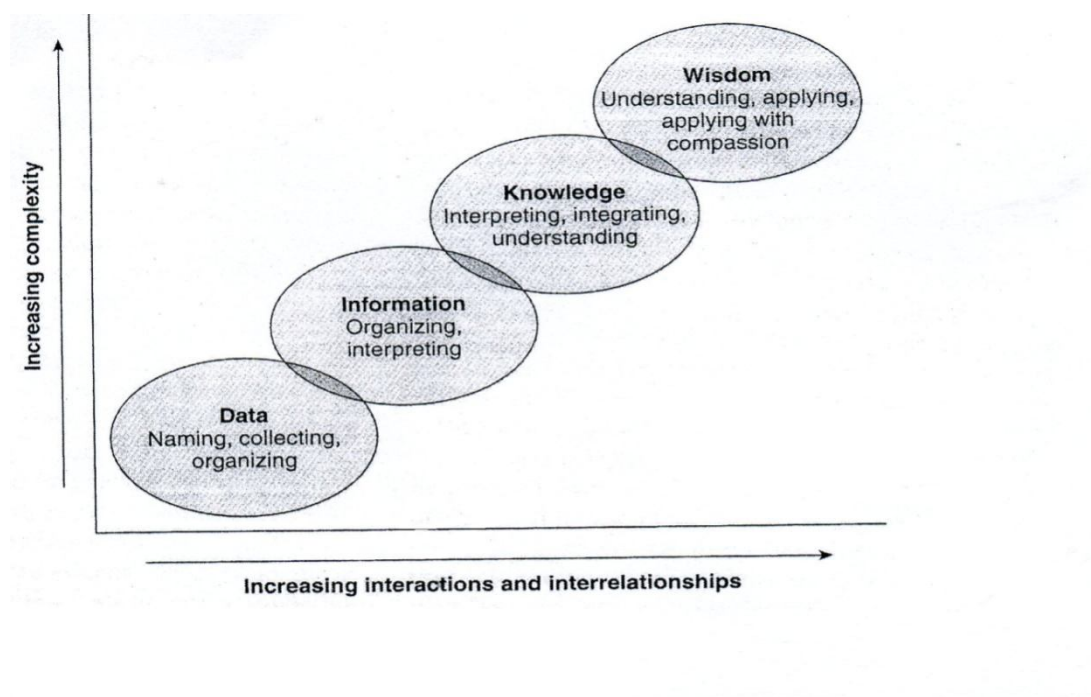 Wisdom
Understanding, applying,
applying with
compassion
Knowledge
Interpreting, integrating,
understanding
Information
Organizing,
interpreting
Data
Naming, collecting,
organizing
Increasing complexity
Increasing interactions and interrelationships